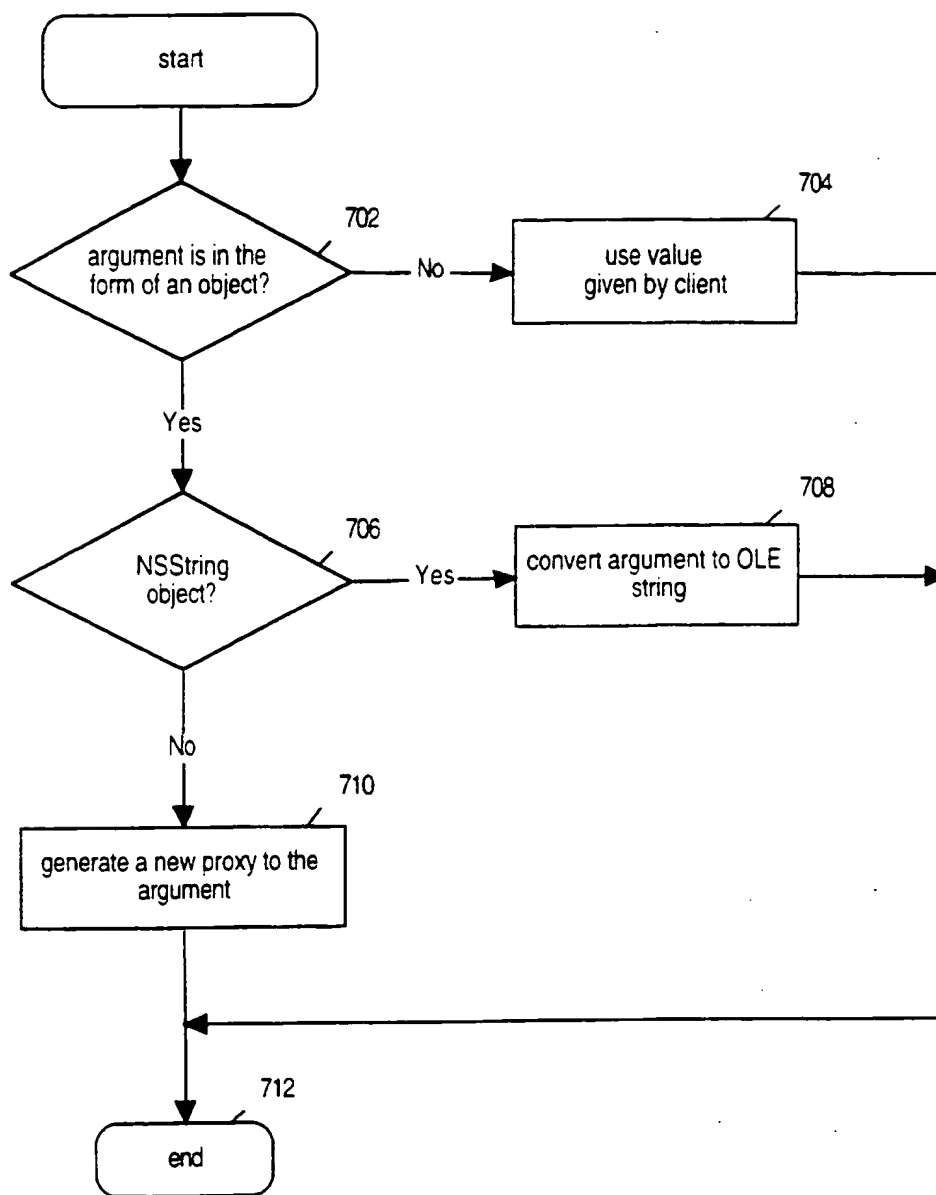 start
702
argument is in the
form of an object?
No
704
use value
given by client
Yes
706
NSString
object?
Yes
708
convert argument to OLE
string
No
710
generate a new proxy to the
argument
712
end